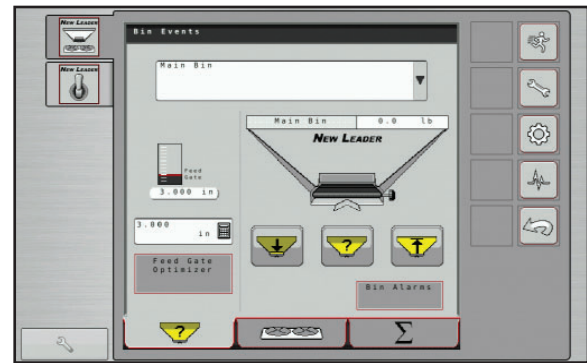 NEW LEADER
NEW LEADER
Bin Events
Main Bin
Main Bin 0.0 lb
NEW LEADER
Feed
Gate
3.000 in
3.000
in
Feed Gate
Optimizer
?
Bin Alarms
?
Σ